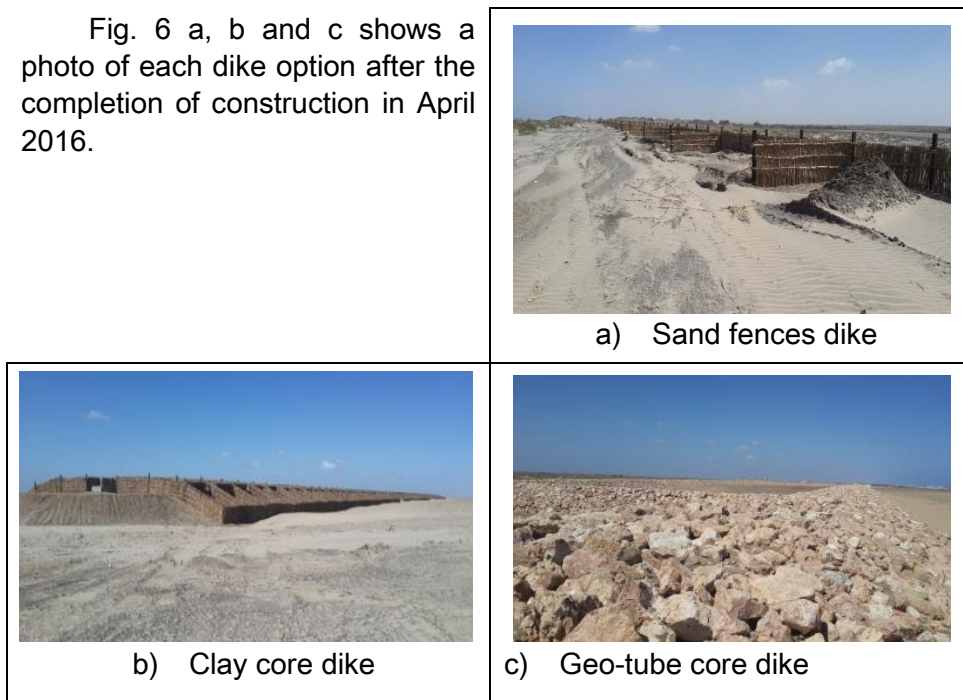 Fig. 6 a, b and c shows a
photo of each dike option after the
completion of construction in April
2016.
a) Sand fences dike
b) Clay core dike
c) Geo-tube core dike